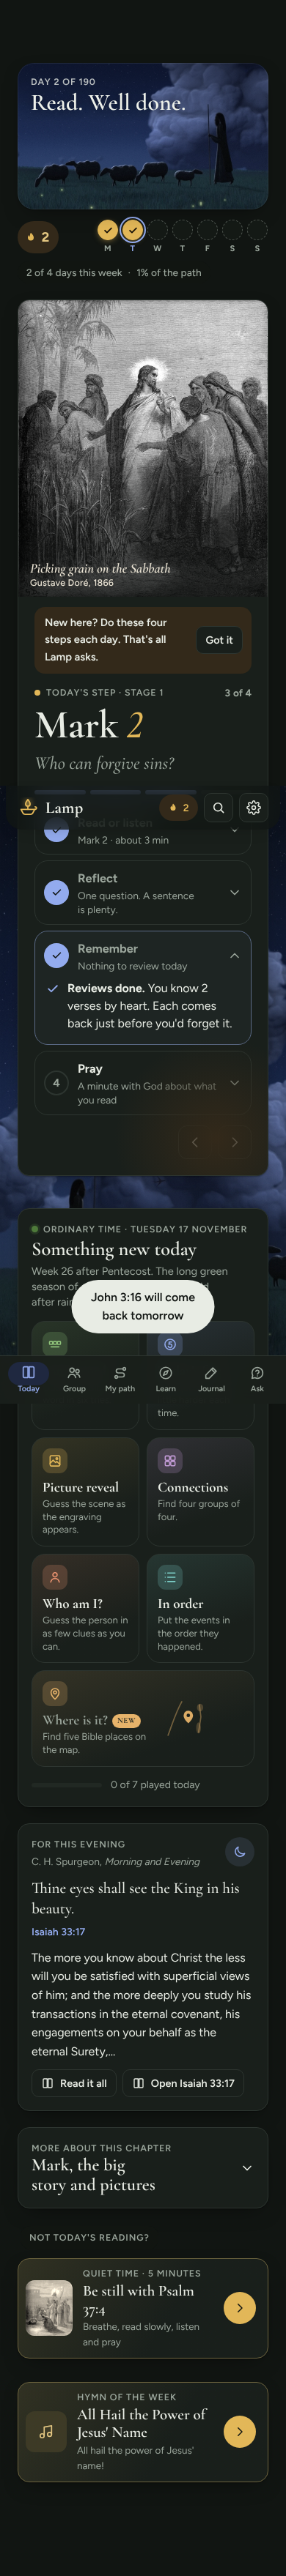 DAY 2 OF 190
Read. Well done.
2
M T W T F S S
2 of 4 days this week · 1% of the path
Picking grain on the Sabbath
Gustave Doré, 1866
New here? Do these four
steps each day. That's all
Lamp asks.
Got it
TODAY'S STEP · STAGE 1
3 of 4
Mark 2
Who can forgive sins?
Lamp
2
Read or listen
Mark 2 · about 3 min
Reflect
One question. A sentence
is plenty.
Remember
Nothing to review today
Reviews done. You know 2
verses by heart. Each comes
back just before you'd forget it.
4
Pray
A minute with God about what
you read
ORDINARY TIME · TUESDAY 17 NOVEMBER
Something new today
Week 26 after Pentecost. The long green
season of
after
John 3:16 will come
back tomorrow
Today
Group
My path
Learn
Journal
Ask
time.
Picture reveal
Guess the scene as
the engraving
appears.
Connections
Find four groups of
four.
Who am I?
Guess the person in
as few clues as you
can.
In order
Put the events in
the order they
happened.
Where is it? NEW
Find five Bible places on
the map.
0 of 7 played today
FOR THIS EVENING
C. H. Spurgeon, Morning and Evening
Thine eyes shall see the King in his
beauty.
Isaiah 33:17
The more you know about Christ the less
will you be satisfied with superficial views
of him; and the more deeply you study his
transactions in the eternal covenant, his
engagements on your behalf as the
eternal Surety,...
Read it all
Open Isaiah 33:17
MORE ABOUT THIS CHAPTER
Mark, the big
story and pictures
NOT TODAY'S READING?
QUIET TIME · 5 MINUTES
Be still with Psalm
37:4
Breathe, read slowly, listen
and pray
HYMN OF THE WEEK
All Hail the Power of
Jesus' Name
All hail the power of Jesus'
name!